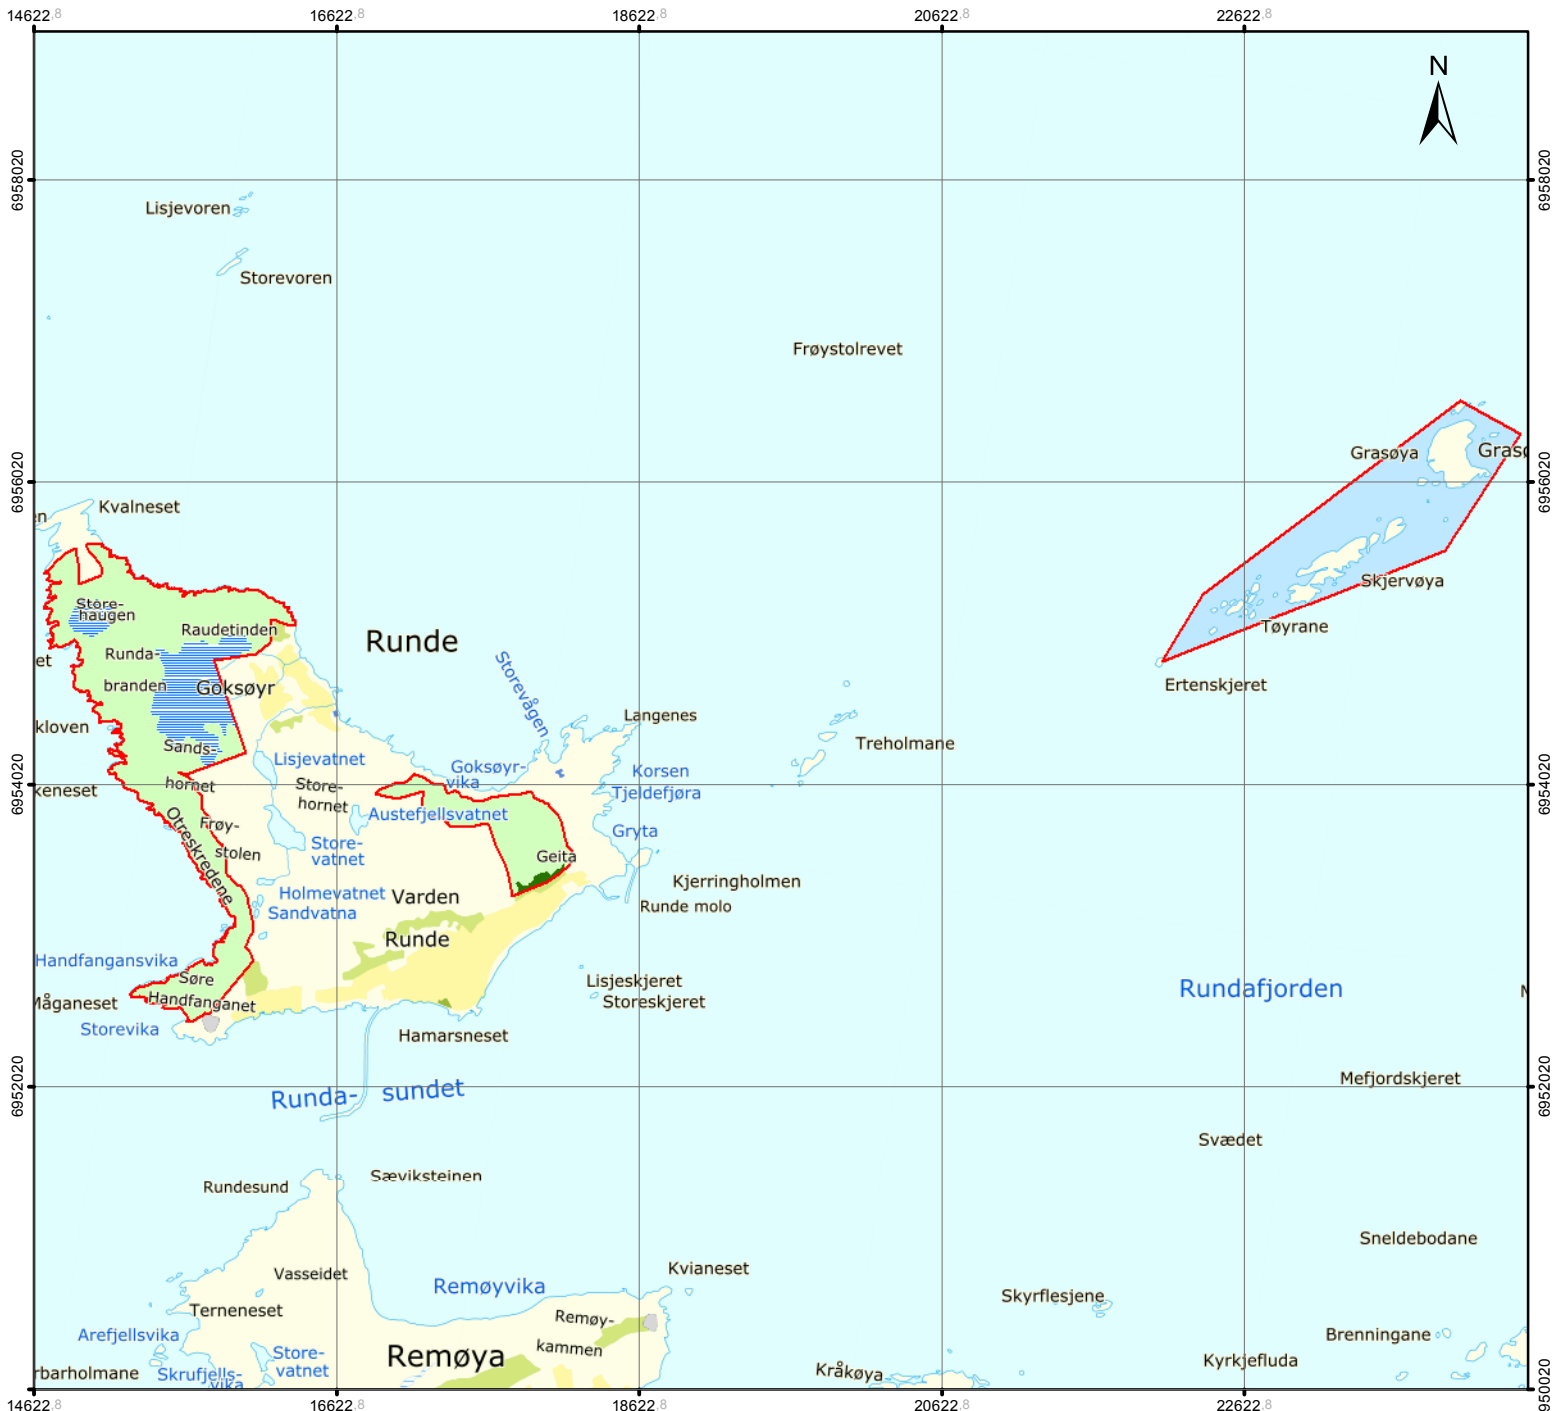 14622.8 16622.8 18622.8 20622.8 22622.8
N
6958020
6958020
Lisjevoren
Storevoren
Frøystolrevet
Grasøya
Grasø
6956020
6956020
Kvalneset
en
Skjervøya
Store-
haugen
Tøyrane
Raudetinden
Runde
Runda-
branden
et
Goksøyr
Storevågen
Ertenskjeret
Langenes
kloven
Sands-
hornet
Treholmane
Lisjevatnet
Goksøyr-
vika
Korsen
Tjeldefjøra
6954020
6954020
keneset
Store-
hornet
Austefjellsvatnet
Otreskredene
Frøy-
stolen
Gryta
Store-
vatnet
Geita
Kjerringholmen
Holmevatnet
Varden
Sandvatna
Runde molo
Runde
Handfangansvika
Søre
Handfanganet
Lisjeskjeret
Storeskjeret
Rundafjorden
M
Måganeset
Storevika
Hamarsneset
6952020
6952020
Runda- sundet
Mefjordskjeret
Svædet
Sæviksteinen
Rundesund
Sneldebodane
Kvianeset
Vasseidet
Remøyvika
Skyrflesjene
Terneneset
Remøy-
kammen
Arefjellsvika
Brenningane
Store-
vatnet
Remøya
Kyrkjefluda
rbarholmane
Skrufjells-
vika
Kråkøya
6950020
950020
14622.8 16622.8 18622.8 20622.8 22622.8